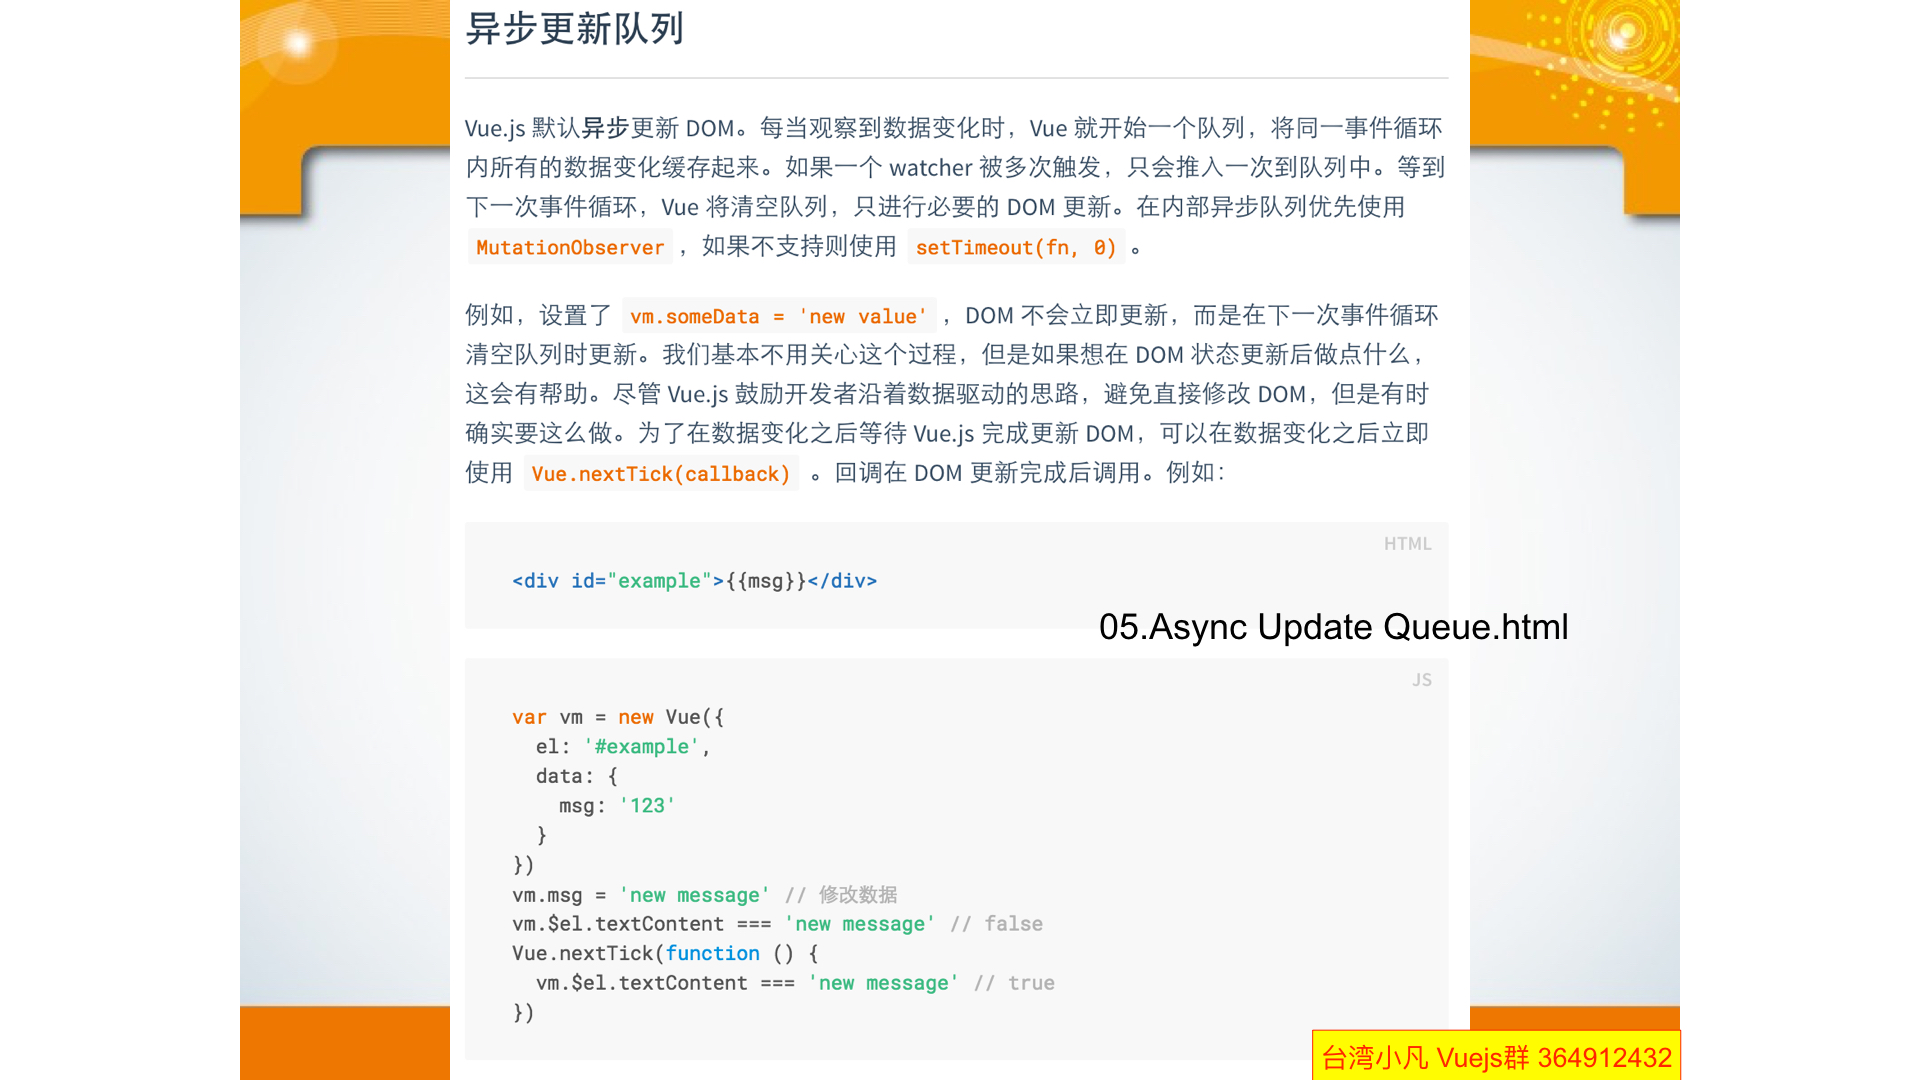 异步更新队列
Vue.js 默认异步更新 DOM。每当观察到数据变化时，Vue 就开始一个队列，将同一事件循环
内所有的数据变化缓存起来。如果一个 watcher 被多次触发，只会推入一次到队列中。等到
下一次事件循环，Vue 将清空队列，只进行必要的 DOM 更新。在内部异步队列优先使用
MutationObserver ，如果不支持则使用 setTimeout(fn, 0) 。
例如，设置了 vm.someData = 'new value' ，DOM 不会立即更新，而是在下一次事件循环
清空队列时更新。我们基本不用关心这个过程，但是如果想在 DOM 状态更新后做点什么，
这会有帮助。尽管 Vue.js 鼓励开发者沿着数据驱动的思路，避免直接修改 DOM，但是有时
确实要这么做。为了在数据变化之后等待 Vue.js 完成更新 DOM，可以在数据变化之后立即
使用 Vue.nextTick(callback) 。回调在 DOM 更新完成后调用。例如：
HTML
<div id="example">{{msg}}</div>
05.Async Update Queue.html
JS
var vm = new Vue({
  el: '#example',
  data: {
    msg: '123'
  }
})
vm.msg = 'new message' // 修改数据
vm.$el.textContent === 'new message' // false
Vue.nextTick(function () {
  vm.$el.textContent === 'new message' // true
})
台湾小凡 Vuejs群 364912432